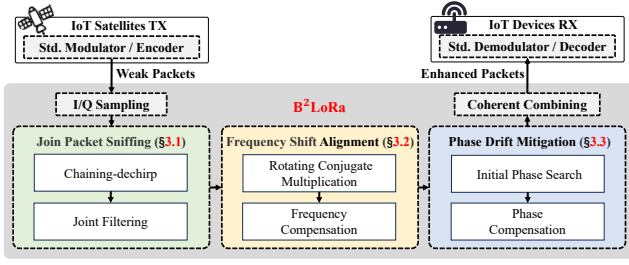 IoT Satellites TX
Std. Modulator / Encoder
IoT Devices RX
Std. Demodulator / Decoder
Weak Packets
Enhanced Packets
I/Q Sampling
B²LoRa
Coherent Combining
Join Packet Sniffing (§3.1)
Chaining-dechirp
Joint Filtering
Frequency Shift Alignment (§3.2)
Rotating Conjugate
Multiplication
Frequency
Compensation
Phase Drift Mitigation (§3.3)
Initial Phase Search
Phase
Compensation